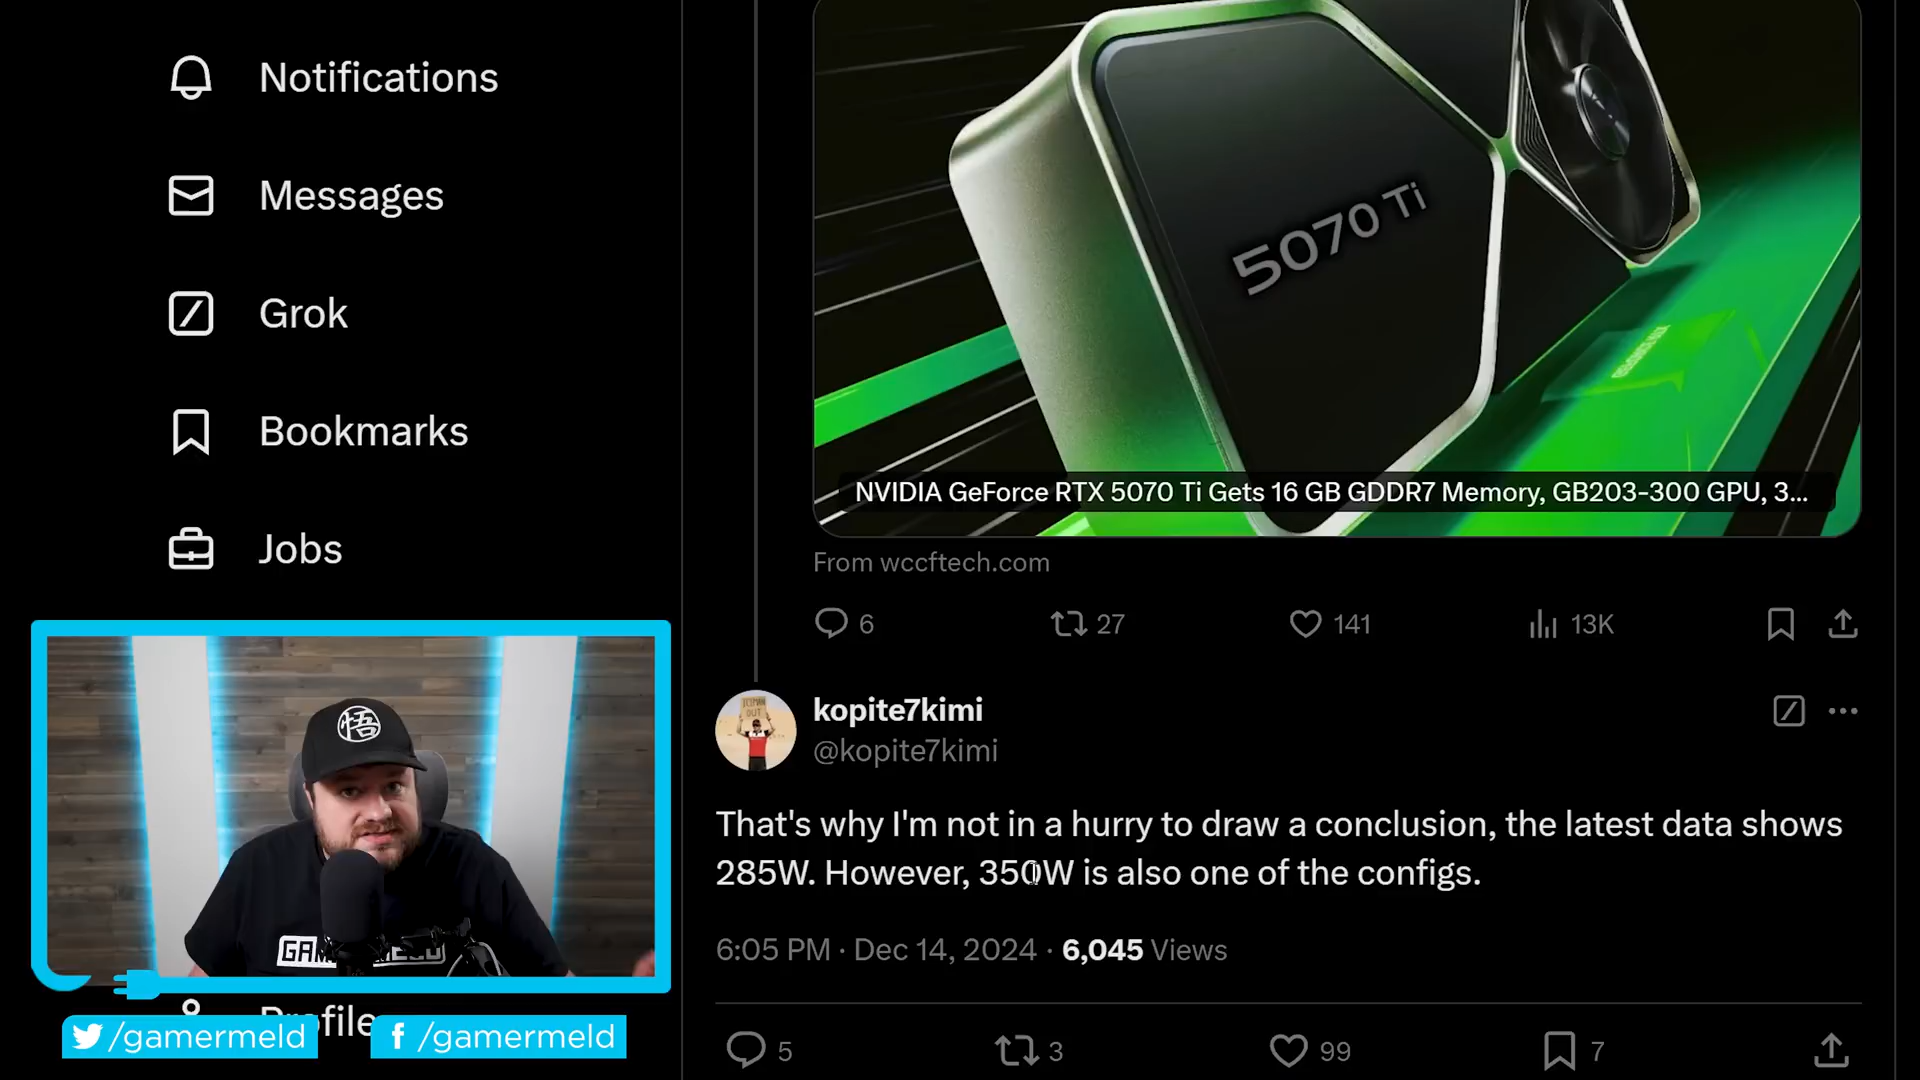 Notifications
Messages
Grok
Bookmarks
Jobs
5070 Ti
NVIDIA GeForce RTX 5070 Ti Gets 16 GB GDDR7 Memory, GB203-300 GPU, 3...
From wccftech.com
6 27 141 13K
kopite7kimi
@kopite7kimi
That's why I'm not in a hurry to draw a conclusion, the latest data shows
285W. However, 350W is also one of the configs.
6:05 PM · Dec 14, 2024 · 6,045 Views
5 3 99 7
悟
Profile
/gamermeld
/gamermeld